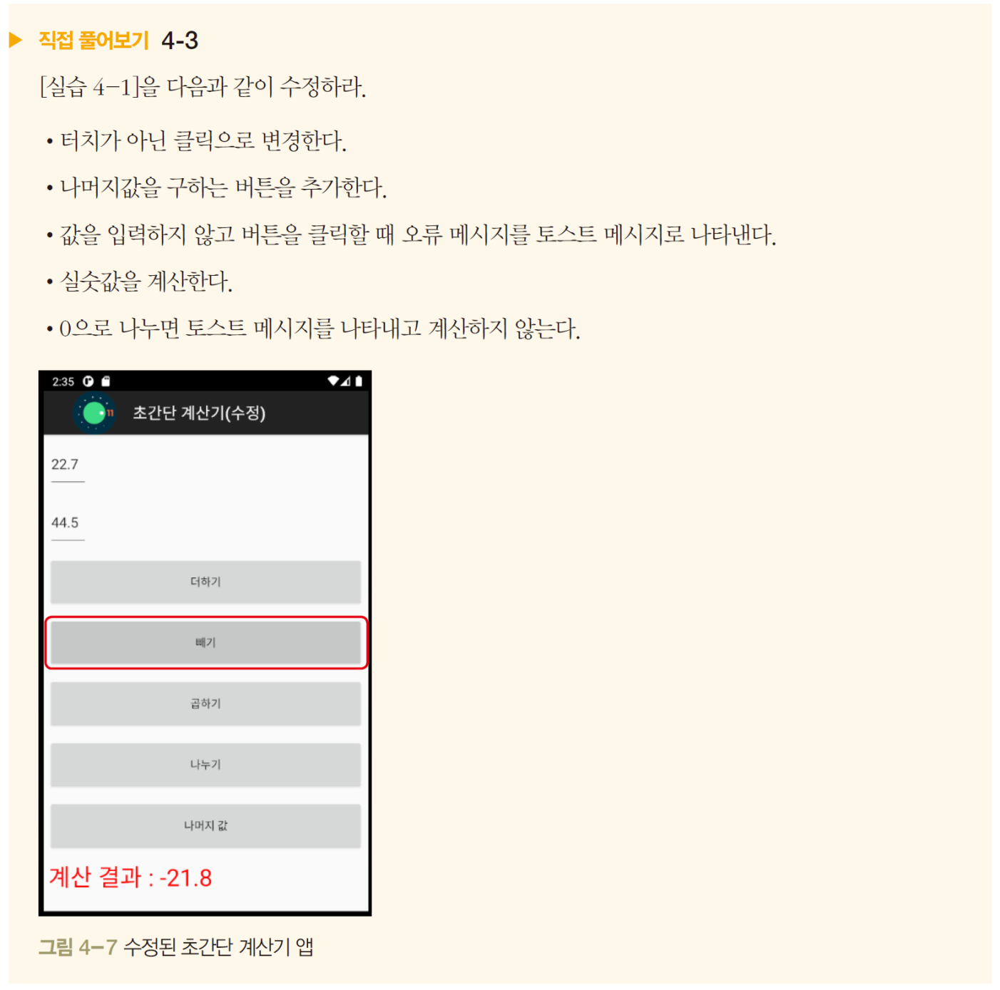 직접 풀어보기 4-3
[실습 4-1]을 다음과 같이 수정하라.
• 터치가 아닌 클릭으로 변경한다.
• 나머지값을 구하는 버튼을 추가한다.
• 값을 입력하지 않고 버튼을 클릭할 때 오류 메시지를 토스트 메시지로 나타낸다.
• 실숫값을 계산한다.
• 0으로 나누면 토스트 메시지를 나타내고 계산하지 않는다.
2:35
11 초간단 계산기(수정)
22.7
44.5
더하기
빼기
곱하기
나누기
나머지 값
계산 결과 : -21.8
그림 4-7 수정된 초간단 계산기 앱